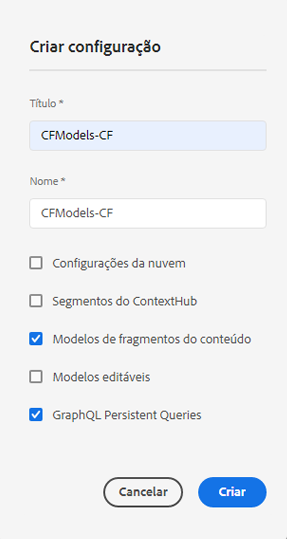 Criar configuração
Título *
CFModels-CF
Nome *
CFModels-CF
Configurações da nuvem
Segmentos do ContextHub
Modelos de fragmentos do conteúdo
Modelos editáveis
GraphQL Persistent Queries
Cancelar
Criar